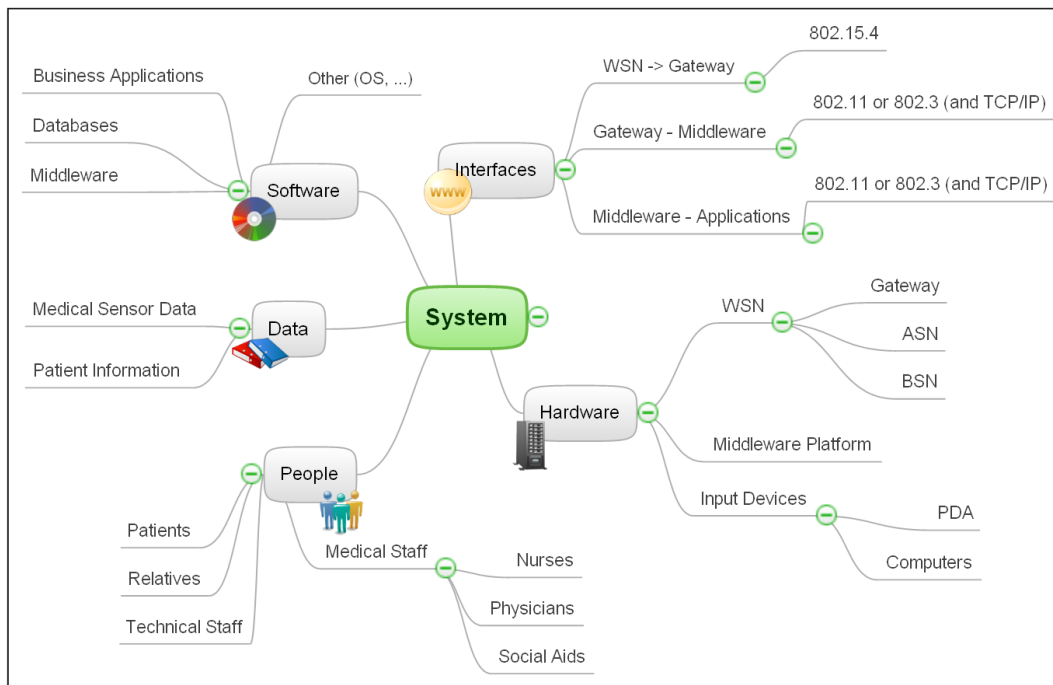 Business Applications
Other (OS, ...)
Databases
Middleware
Software
802.15.4
WSN -> Gateway
802.11 or 802.3 (and TCP/IP)
Gateway - Middleware
Interfaces
www
802.11 or 802.3 (and TCP/IP)
Middleware - Applications
System
Medical Sensor Data
Data
Patient Information
Gateway
WSN
ASN
BSN
Hardware
Middleware Platform
Input Devices
PDA
Computers
People
Patients
Relatives
Technical Staff
Medical Staff
Nurses
Physicians
Social Aids